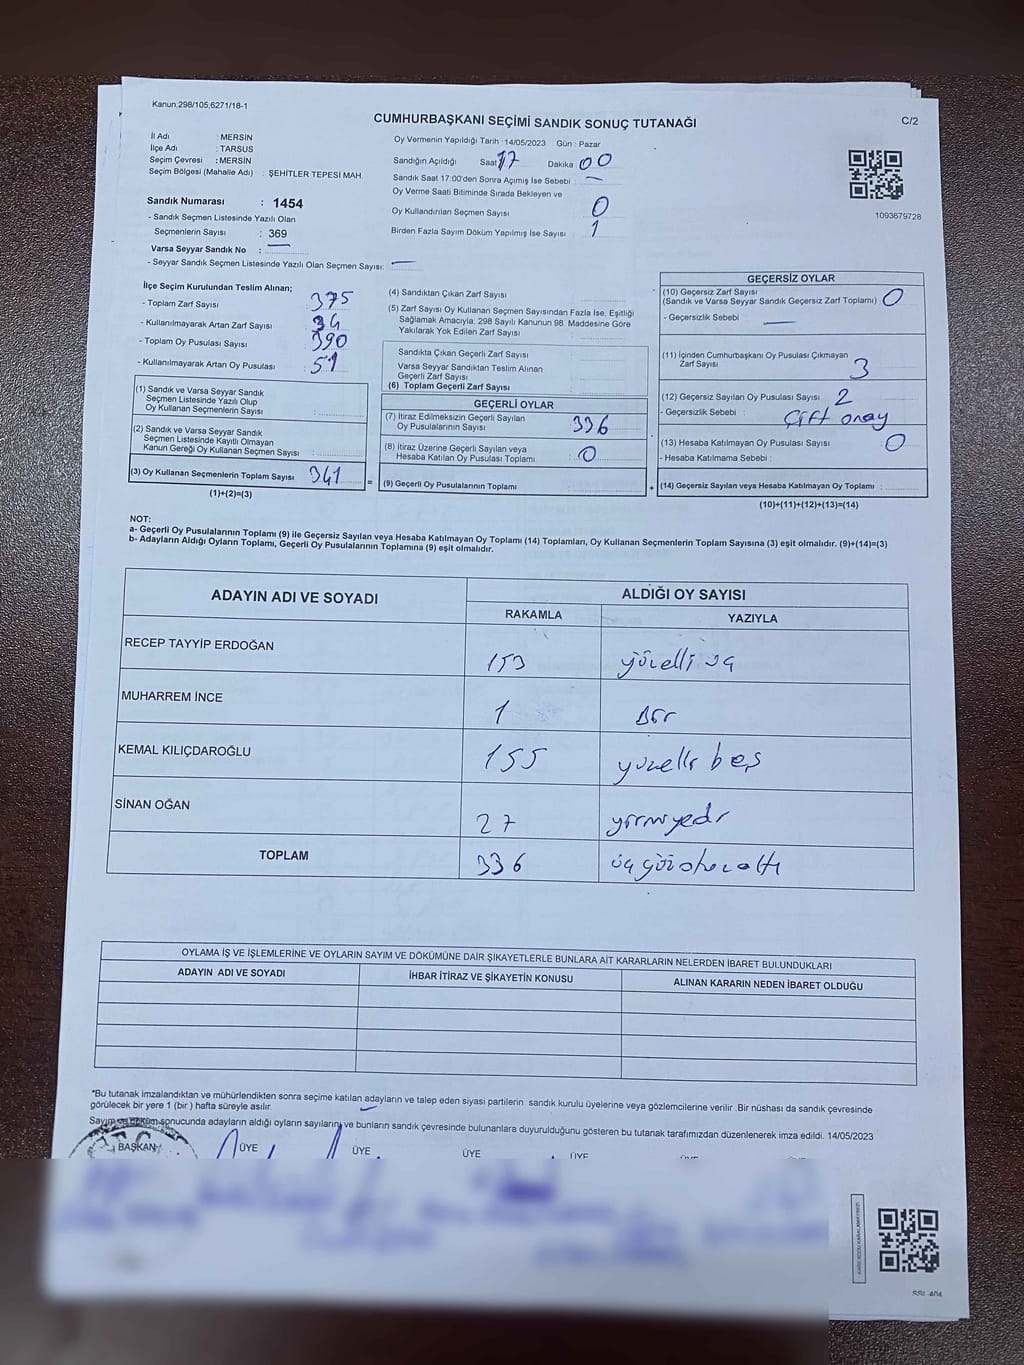 Kanun;298/105,6271/18-1
CUMHURBAŞKANI SEÇİMİ SANDIK SONUÇ TUTANAĞI
C/2
İl Adı : MERSİN
İlçe Adı : TARSUS
Seçim Çevresi : MERSİN
Seçim Bölgesi (Mahalle Adı) : ŞEHİTLER TEPESİ MAH.
Oy Vermenin Yapıldığı Tarih : 14/05/2023 Gün : Pazar
Sandığın Açıldığı Saat 17 Dakika 00
Sandık Saat 17:00'den Sonra Açımış İse Sebebi : —
Oy Verme Saati Bitiminde Sırada Bekleyen ve
Oy Kullandırılan Seçmen Sayısı 0
Birden Fazla Sayım Döküm Yapılmış İse Sayısı 1
1093679728
Sandık Numarası : 1454
- Sandık Seçmen Listesinde Yazılı Olan
Seçmenlerin Sayısı : 369
Varsa Seyyar Sandık No : —
- Seyyar Sandık Seçmen Listesinde Yazılı Olan Seçmen Sayısı: —
İlçe Seçim Kurulundan Teslim Alınan;
- Toplam Zarf Sayısı : 375
- Kullanılmayarak Artan Zarf Sayısı : 34
- Toplam Oy Pusulası Sayısı : 390
- Kullanılmayarak Artan Oy Pusulası : 51
(1) Sandık ve Varsa Seyyar Sandık
Seçmen Listesinde Yazılı Olup
Oy Kullanan Seçmenlerin Sayısı :
(2) Sandık ve Varsa Seyyar Sandık
Seçmen Listesinde Kayıtlı Olmayan
Kanun Gereği Oy Kullanan Seçmen Sayısı :
(3) Oy Kullanan Seçmenlerin Toplam Sayısı 341
(1)+(2)=(3)
(4) Sandıktan Çıkan Zarf Sayısı
(5) Zarf Sayısı Oy Kullanan Seçmen Sayısından Fazla İse, Eşitliği
Sağlamak Amacıyla; 298 Sayılı Kanunun 98. Maddesine Göre
Yakılarak Yok Edilen Zarf Sayısı :
Sandıkta Çıkan Geçerli Zarf Sayısı
Varsa Seyyar Sandıktan Teslim Alınan
Geçerli Zarf Sayısı
(6) Toplam Geçerli Zarf Sayısı
GEÇERLİ OYLAR
(7) İtiraz Edilmeksizin Geçerli Sayılan
Oy Pusulalarının Sayısı 336
(8) İtiraz Üzerine Geçerli Sayılan veya
Hesaba Katılan Oy Pusulası Toplamı : 0
= (9) Geçerli Oy Pusulalarının Toplamı
GEÇERSİZ OYLAR
(10) Geçersiz Zarf Sayısı
(Sandık ve Varsa Seyyar Sandık Geçersiz Zarf Toplamı) : 0
- Geçersizlik Sebebi : —
(11) İçinden Cumhurbaşkanı Oy Pusulası Çıkmayan
Zarf Sayısı 3
(12) Geçersiz Sayılan Oy Pusulası Sayısı 2
- Geçersizlik Sebebi : Çift onay
(13) Hesaba Katılmayan Oy Pusulası Sayısı 0
- Hesaba Katılmama Sebebi :
+ (14) Geçersiz Sayılan veya Hesaba Katılmayan Oy Toplamı :
(10)+(11)+(12)+(13)=(14)
NOT:
a- Geçerli Oy Pusulalarının Toplamı (9) ile Geçersiz Sayılan veya Hesaba Katılmayan Oy Toplamı (14) Toplamları, Oy Kullanan Seçmenlerin Toplam Sayısına (3) eşit olmalıdır. (9)+(14)=(3)
b- Adayların Aldığı Oyların Toplamı, Geçerli Oy Pusulalarının Toplamına (9) eşit olmalıdır.
ADAYIN ADI VE SOYADI
ALDIĞI OY SAYISI
RAKAMLA YAZIYLA
RECEP TAYYİP ERDOĞAN 153 yüzelli üç
MUHARREM İNCE 1 Bir
KEMAL KILIÇDAROĞLU 155 yüzelli beş
SİNAN OĞAN 27 yirmiyedi
TOPLAM 336 üçyüzotuzaltı
OYLAMA İŞ VE İŞLEMLERİNE VE OYLARIN SAYIM VE DÖKÜMÜNE DAİR ŞİKAYETLERLE BUNLARA AİT KARARLARIN NELERDEN İBARET BULUNDUKLARI
ADAYIN ADI VE SOYADI İHBAR İTİRAZ VE ŞİKAYETİN KONUSU ALINAN KARARIN NEDEN İBARET OLDUĞU
*Bu tutanak imzalandıktan ve mühürlendikten sonra seçime katılan adayların ve talep eden siyasi partilerin sandık kurulu üyelerine veya gözlemcilerine verilir .Bir nüshası da sandık çevresinde
görülecek bir yere 1 (bir ) hafta süreyle asılır.
Sayım ve döküm sonucunda adayların aldığı oyların sayılarını ve bunların sandık çevresinde bulunanlara duyurulduğunu gösteren bu tutanak tarafımızdan düzenlenerek imza edildi. 14/05/2023
BAŞKAN ÜYE ÜYE ÜYE ÜYE